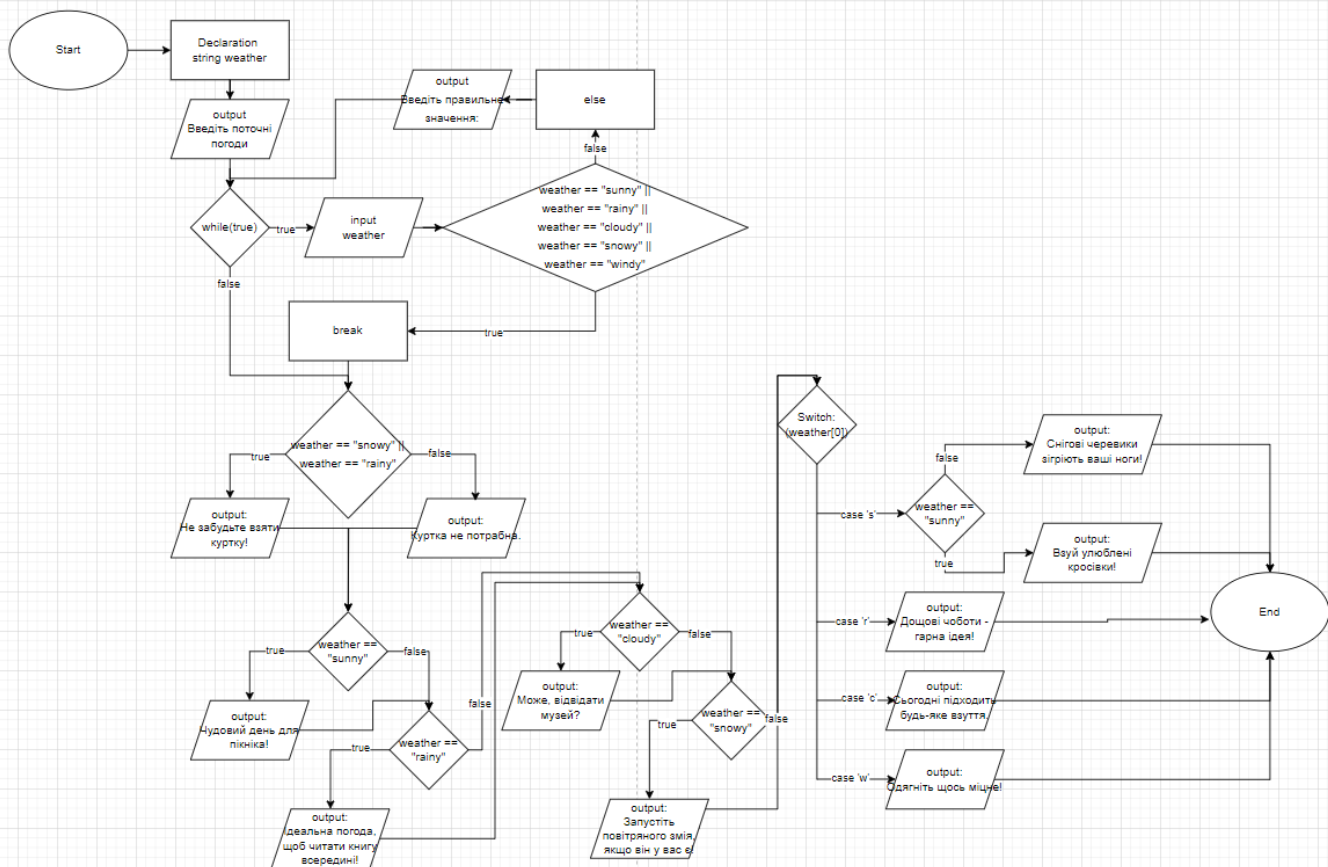 Start
Declaration
string weather
output
Введіть поточні
погоди
output
Введіть правильне
значення:
else
false
while(true)
true
input
weather
weather == "sunny" ||
weather == "rainy" ||
weather == "cloudy" ||
weather == "snowy" ||
weather == "windy"
false
break
true
weather == "snowy" ||
weather == "rainy"
true
false
output:
Не забудьте взяти
куртку!
output:
Куртка не потрабна.
weather ==
"sunny"
true
false
output:
Чудовий день для
пікніка!
weather ==
"rainy"
true
false
output:
Ідеальна погода,
щоб читати книгу
всередині!
weather ==
"cloudy"
true
false
output:
Може, відвідати
музей?
weather ==
"snowy"
true
false
output:
Запустіть
повітряного змія,
якщо він у вас є!
Switch:
(weather[0])
case 's'
weather ==
"sunny"
false
output:
Снігові черевики
зігріють ваші ноги!
true
output:
Взуй улюблені
кросівки!
case 'r'
output:
Дощові чоботи -
гарна ідея!
case 'c'
output:
Сьогодні підходить
будь-яке взуття.
case 'w'
output:
Одягніть щось міцне!
End